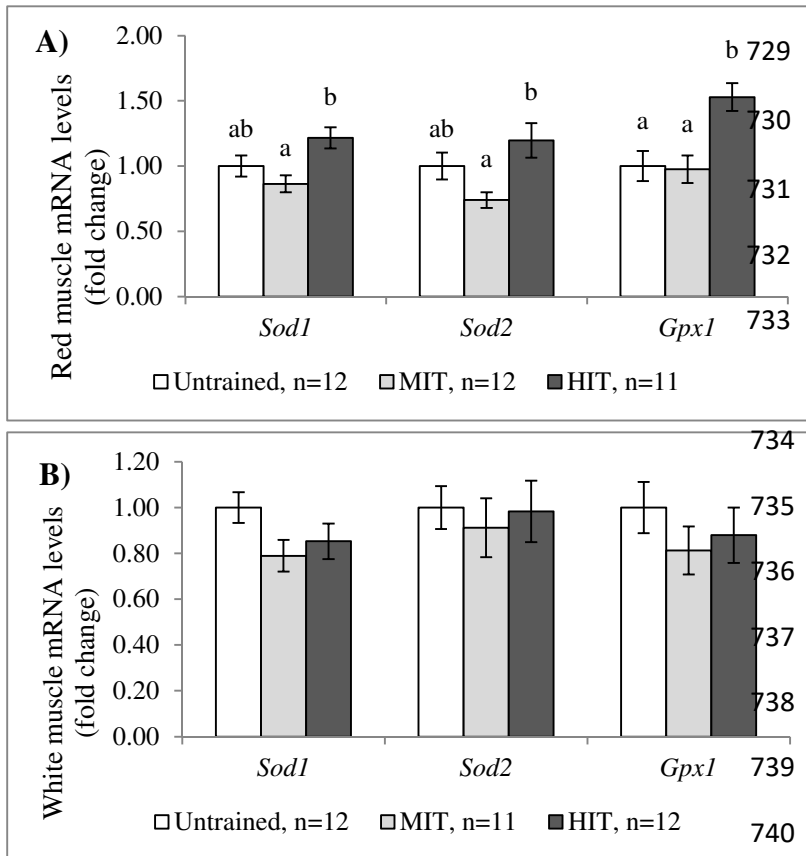 A)
Red muscle mRNA levels
(fold change)
2.00
1.50
1.00
0.50
0.00
ab
a
b
ab
a
b
a
a
b
Sod1
Sod2
Gpx1
Untrained, n=12
MIT, n=12
HIT, n=11
729
730
731
732
733
B)
White muscle mRNA levels
(fold change)
1.20
1.00
0.80
0.60
0.40
0.20
0.00
Sod1
Sod2
Gpx1
Untrained, n=12
MIT, n=11
HIT, n=12
734
735
736
737
738
739
740